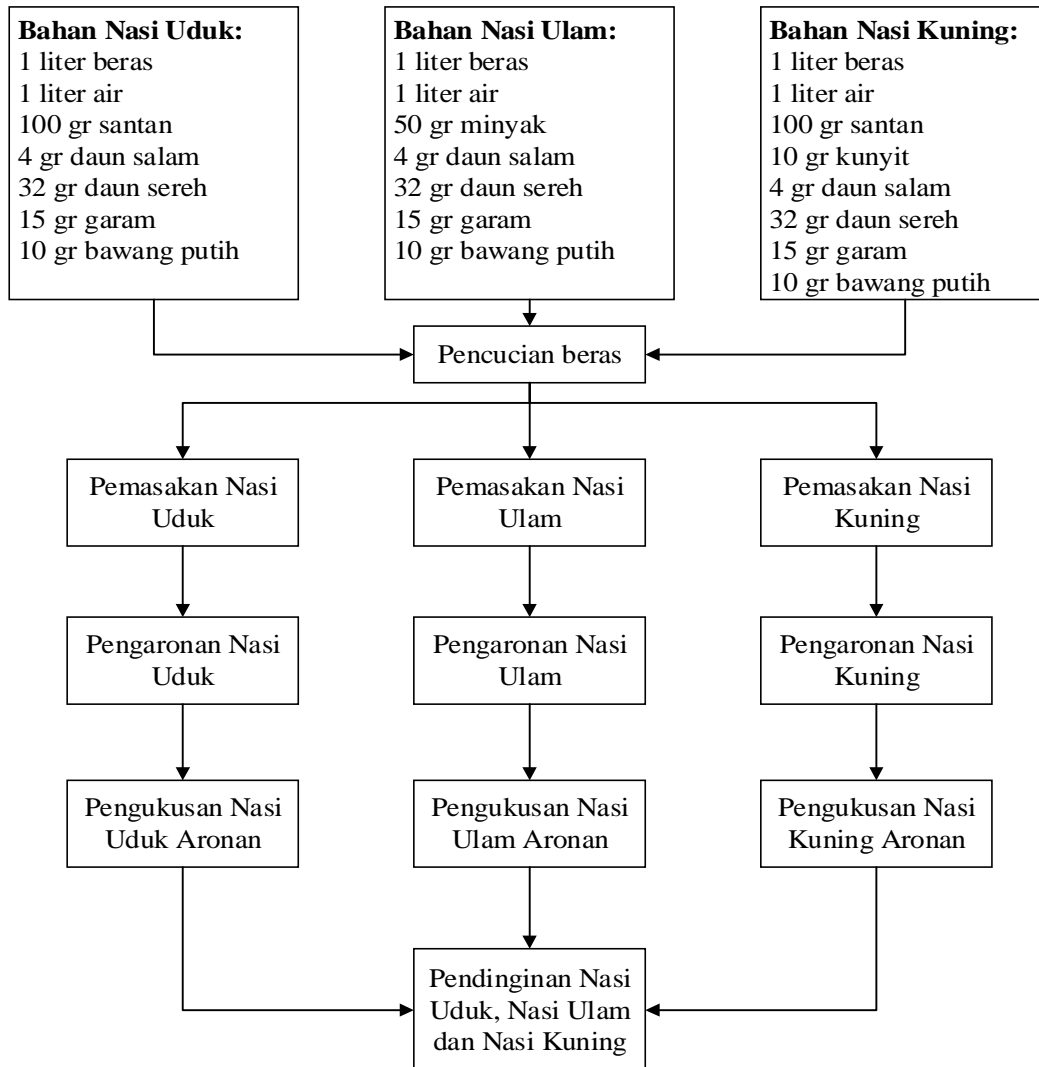 Bahan Nasi Uduk:
1 liter beras
1 liter air
100 gr santan
4 gr daun salam
32 gr daun sereh
15 gr garam
10 gr bawang putih
Bahan Nasi Ulam:
1 liter beras
1 liter air
50 gr minyak
4 gr daun salam
32 gr daun sereh
15 gr garam
10 gr bawang putih
Bahan Nasi Kuning:
1 liter beras
1 liter air
100 gr santan
10 gr kunyit
4 gr daun salam
32 gr daun sereh
15 gr garam
10 gr bawang putih
Pencucian beras
Pemasakan Nasi
Uduk
Pemasakan Nasi
Ulam
Pemasakan Nasi
Kuning
Pengaronan Nasi
Uduk
Pengaronan Nasi
Ulam
Pengaronan Nasi
Kuning
Pengukusan Nasi
Uduk Aronan
Pengukusan Nasi
Ulam Aronan
Pengukusan Nasi
Kuning Aronan
Pendinginan Nasi
Uduk, Nasi Ulam
dan Nasi Kuning